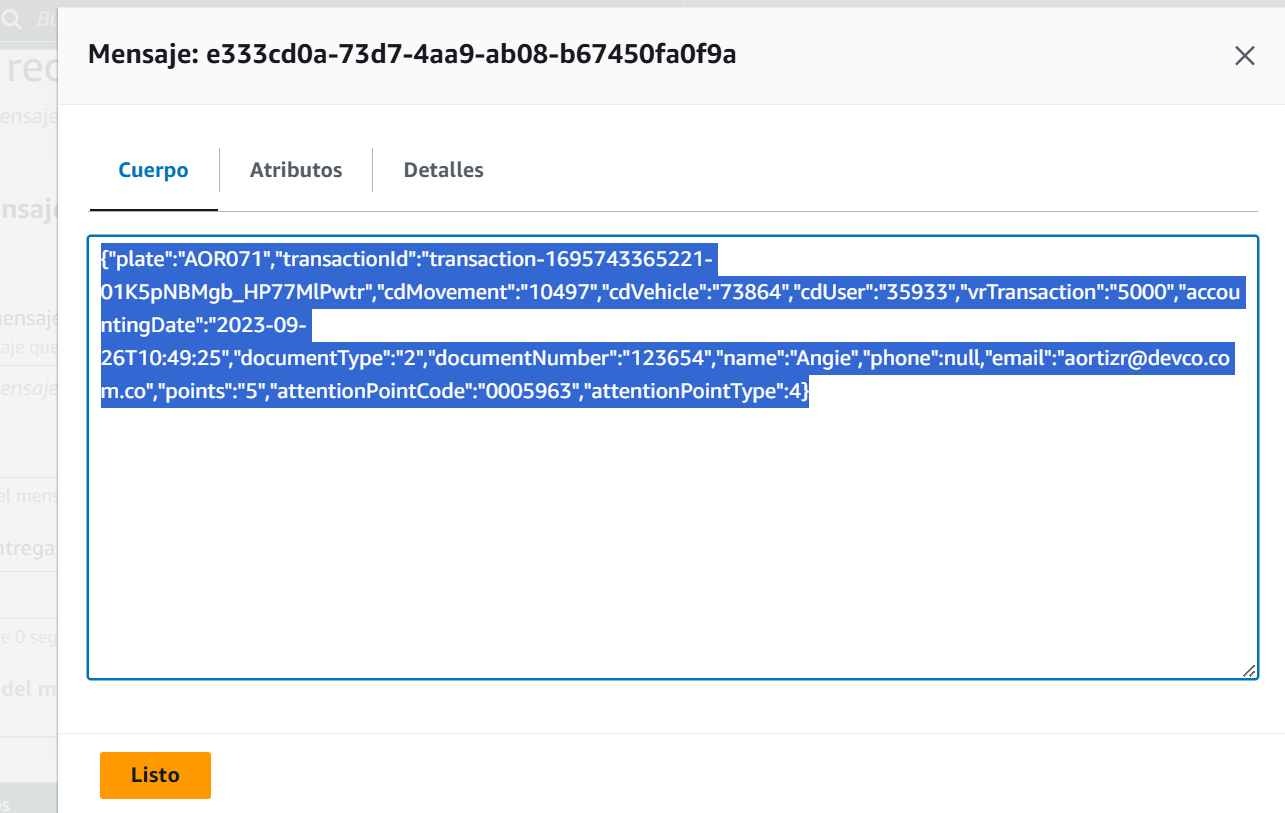 Mensaje: e333cd0a-73d7-4aa9-ab08-b67450fa0f9a
Cuerpo
Atributos
Detalles
{"plate":"AOR071","transactionId":"transaction-1695743365221-
01K5pNBMgb_HP77MlPwtr","cdMovement":"10497","cdVehicle":"73864","cdUser":"35933","vrTransaction":"5000","accou
ntingDate":"2023-09-
26T10:49:25","documentType":"2","documentNumber":"123654","name":"Angie","phone":null,"email":"aortizr@devco.co
m.co","points":"5","attentionPointCode":"0005963","attentionPointType":4}
Listo